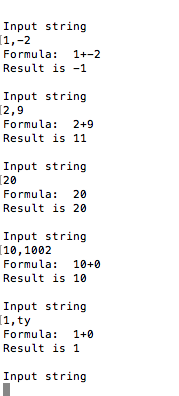 Input string
[1,-2
Formula:  1+-2
Result is -1
Input string
[2,9
Formula:  2+9
Result is 11
Input string
[20
Formula:  20
Result is 20
Input string
[10,1002
Formula:  10+0
Result is 10
Input string
[1,ty
Formula:  1+0
Result is 1
Input string